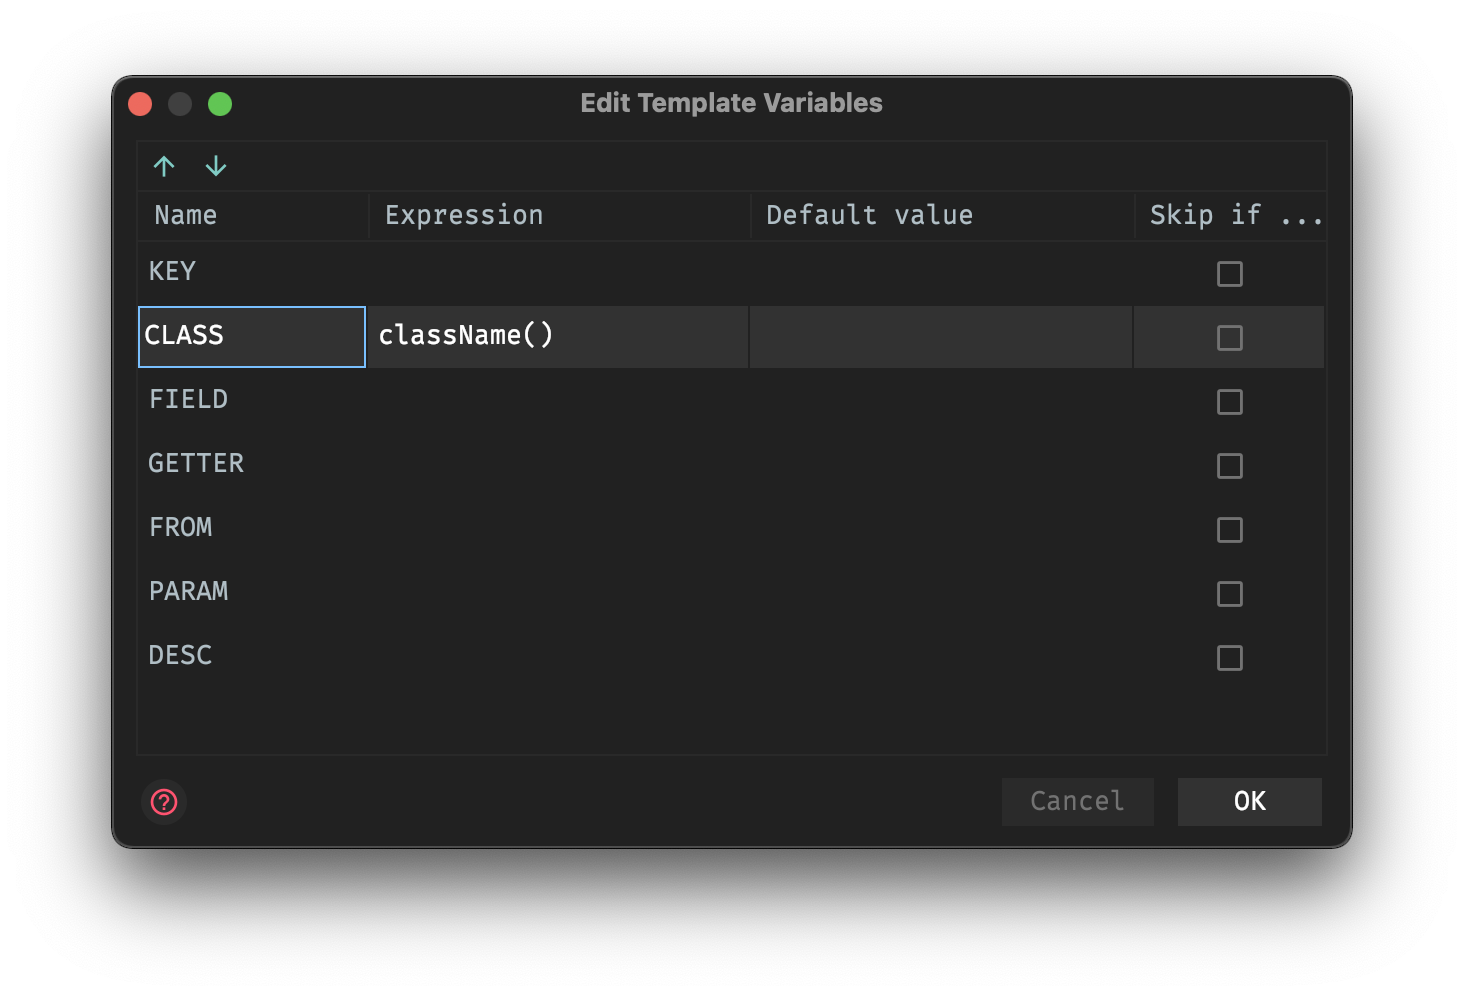 Edit Template Variables
Name Expression Default value Skip if ...
KEY
CLASS className()
FIELD
GETTER
FROM
PARAM
DESC
? Cancel OK